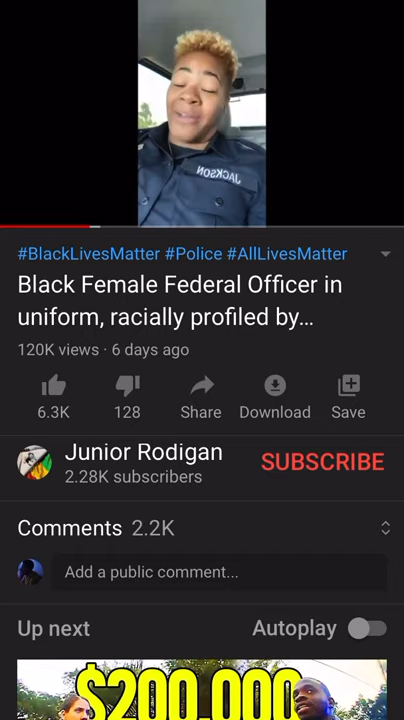 JACKSON
#BlackLivesMatter #Police #AllLivesMatter
Black Female Federal Officer in
uniform, racially profiled by...
120K views · 6 days ago
6.3K 128 Share Download Save
Junior Rodigan SUBSCRIBE
2.28K subscribers
Comments 2.2K
Add a public comment...
Up next Autoplay
$200,000